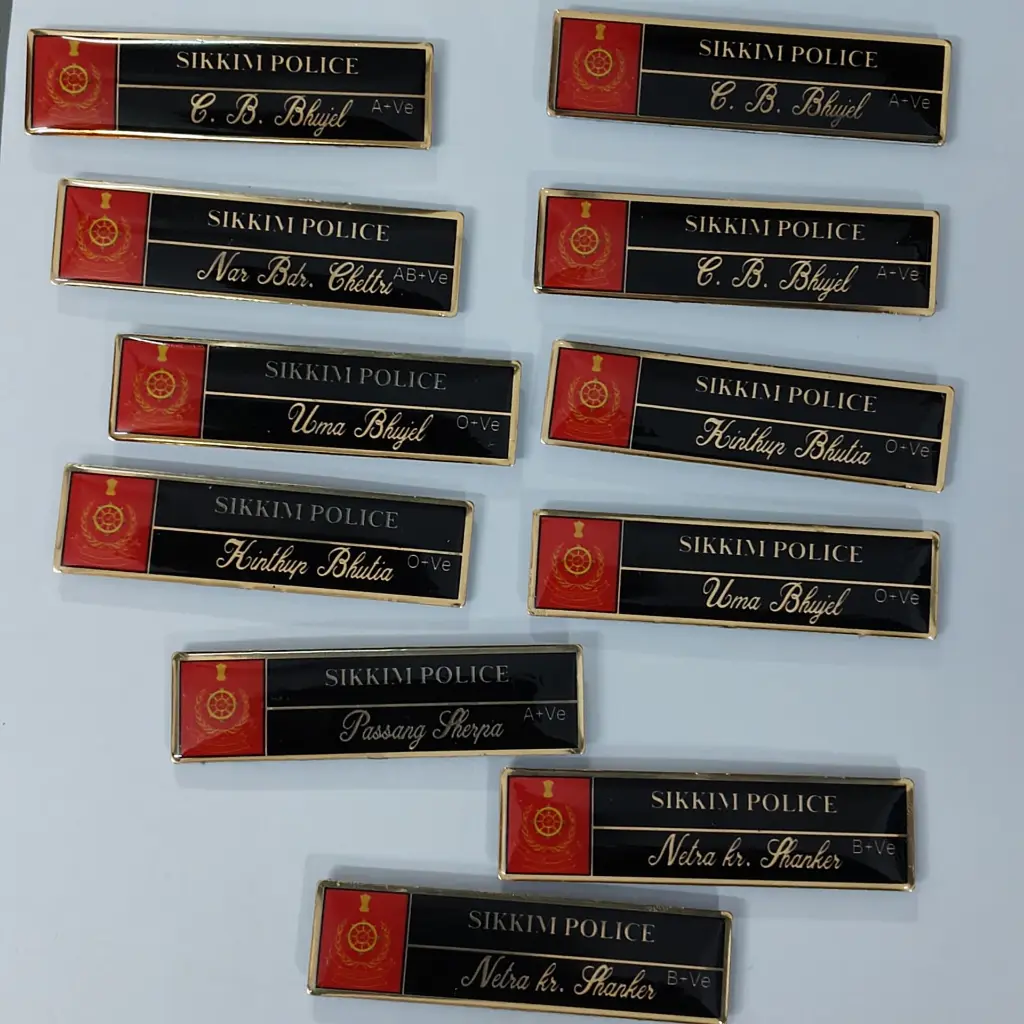 SIKKIM POLICE
C. B. Bhujel A+Ve
SIKKIM POLICE
C. B. Bhujel A+Ve
SIKKIM POLICE
Nar Bdr. Chettri AB+Ve
SIKKIM POLICE
C. B. Bhujel A+Ve
SIKKIM POLICE
Uma Bhujel O+Ve
SIKKIM POLICE
Kinthup Bhutia O+Ve
SIKKIM POLICE
Kinthup Bhutia O+Ve
SIKKIM POLICE
Uma Bhujel O+Ve
SIKKIM POLICE
Passang Sherpa A+Ve
SIKKIM POLICE
Netra kr. Shanker B+Ve
SIKKIM POLICE
Netra kr. Shanker B+Ve